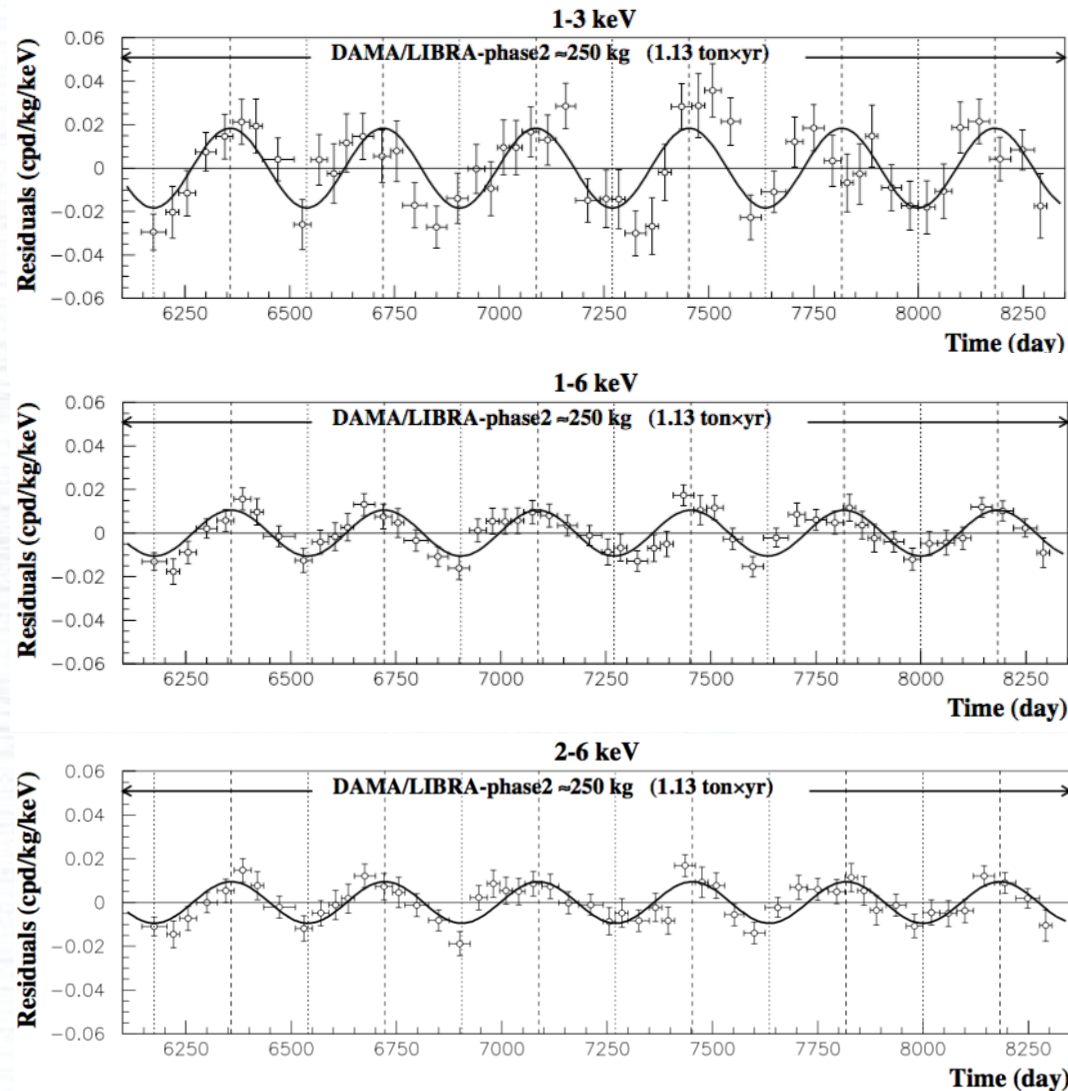 1-3 keV
Residuals (cpd/kg/keV)
DAMA/LIBRA-phase2 ≈250 kg (1.13 ton×yr)
0.06
0.04
0.02
0
−0.02
−0.04
−0.06
6250 6500 6750 7000 7250 7500 7750 8000 8250
Time (day)
1-6 keV
Residuals (cpd/kg/keV)
DAMA/LIBRA-phase2 ≈250 kg (1.13 ton×yr)
0.06
0.04
0.02
0
−0.02
−0.04
−0.06
6250 6500 6750 7000 7250 7500 7750 8000 8250
Time (day)
2-6 keV
Residuals (cpd/kg/keV)
DAMA/LIBRA-phase2 ≈250 kg (1.13 ton×yr)
0.06
0.04
0.02
0
−0.02
−0.04
−0.06
6250 6500 6750 7000 7250 7500 7750 8000 8250
Time (day)